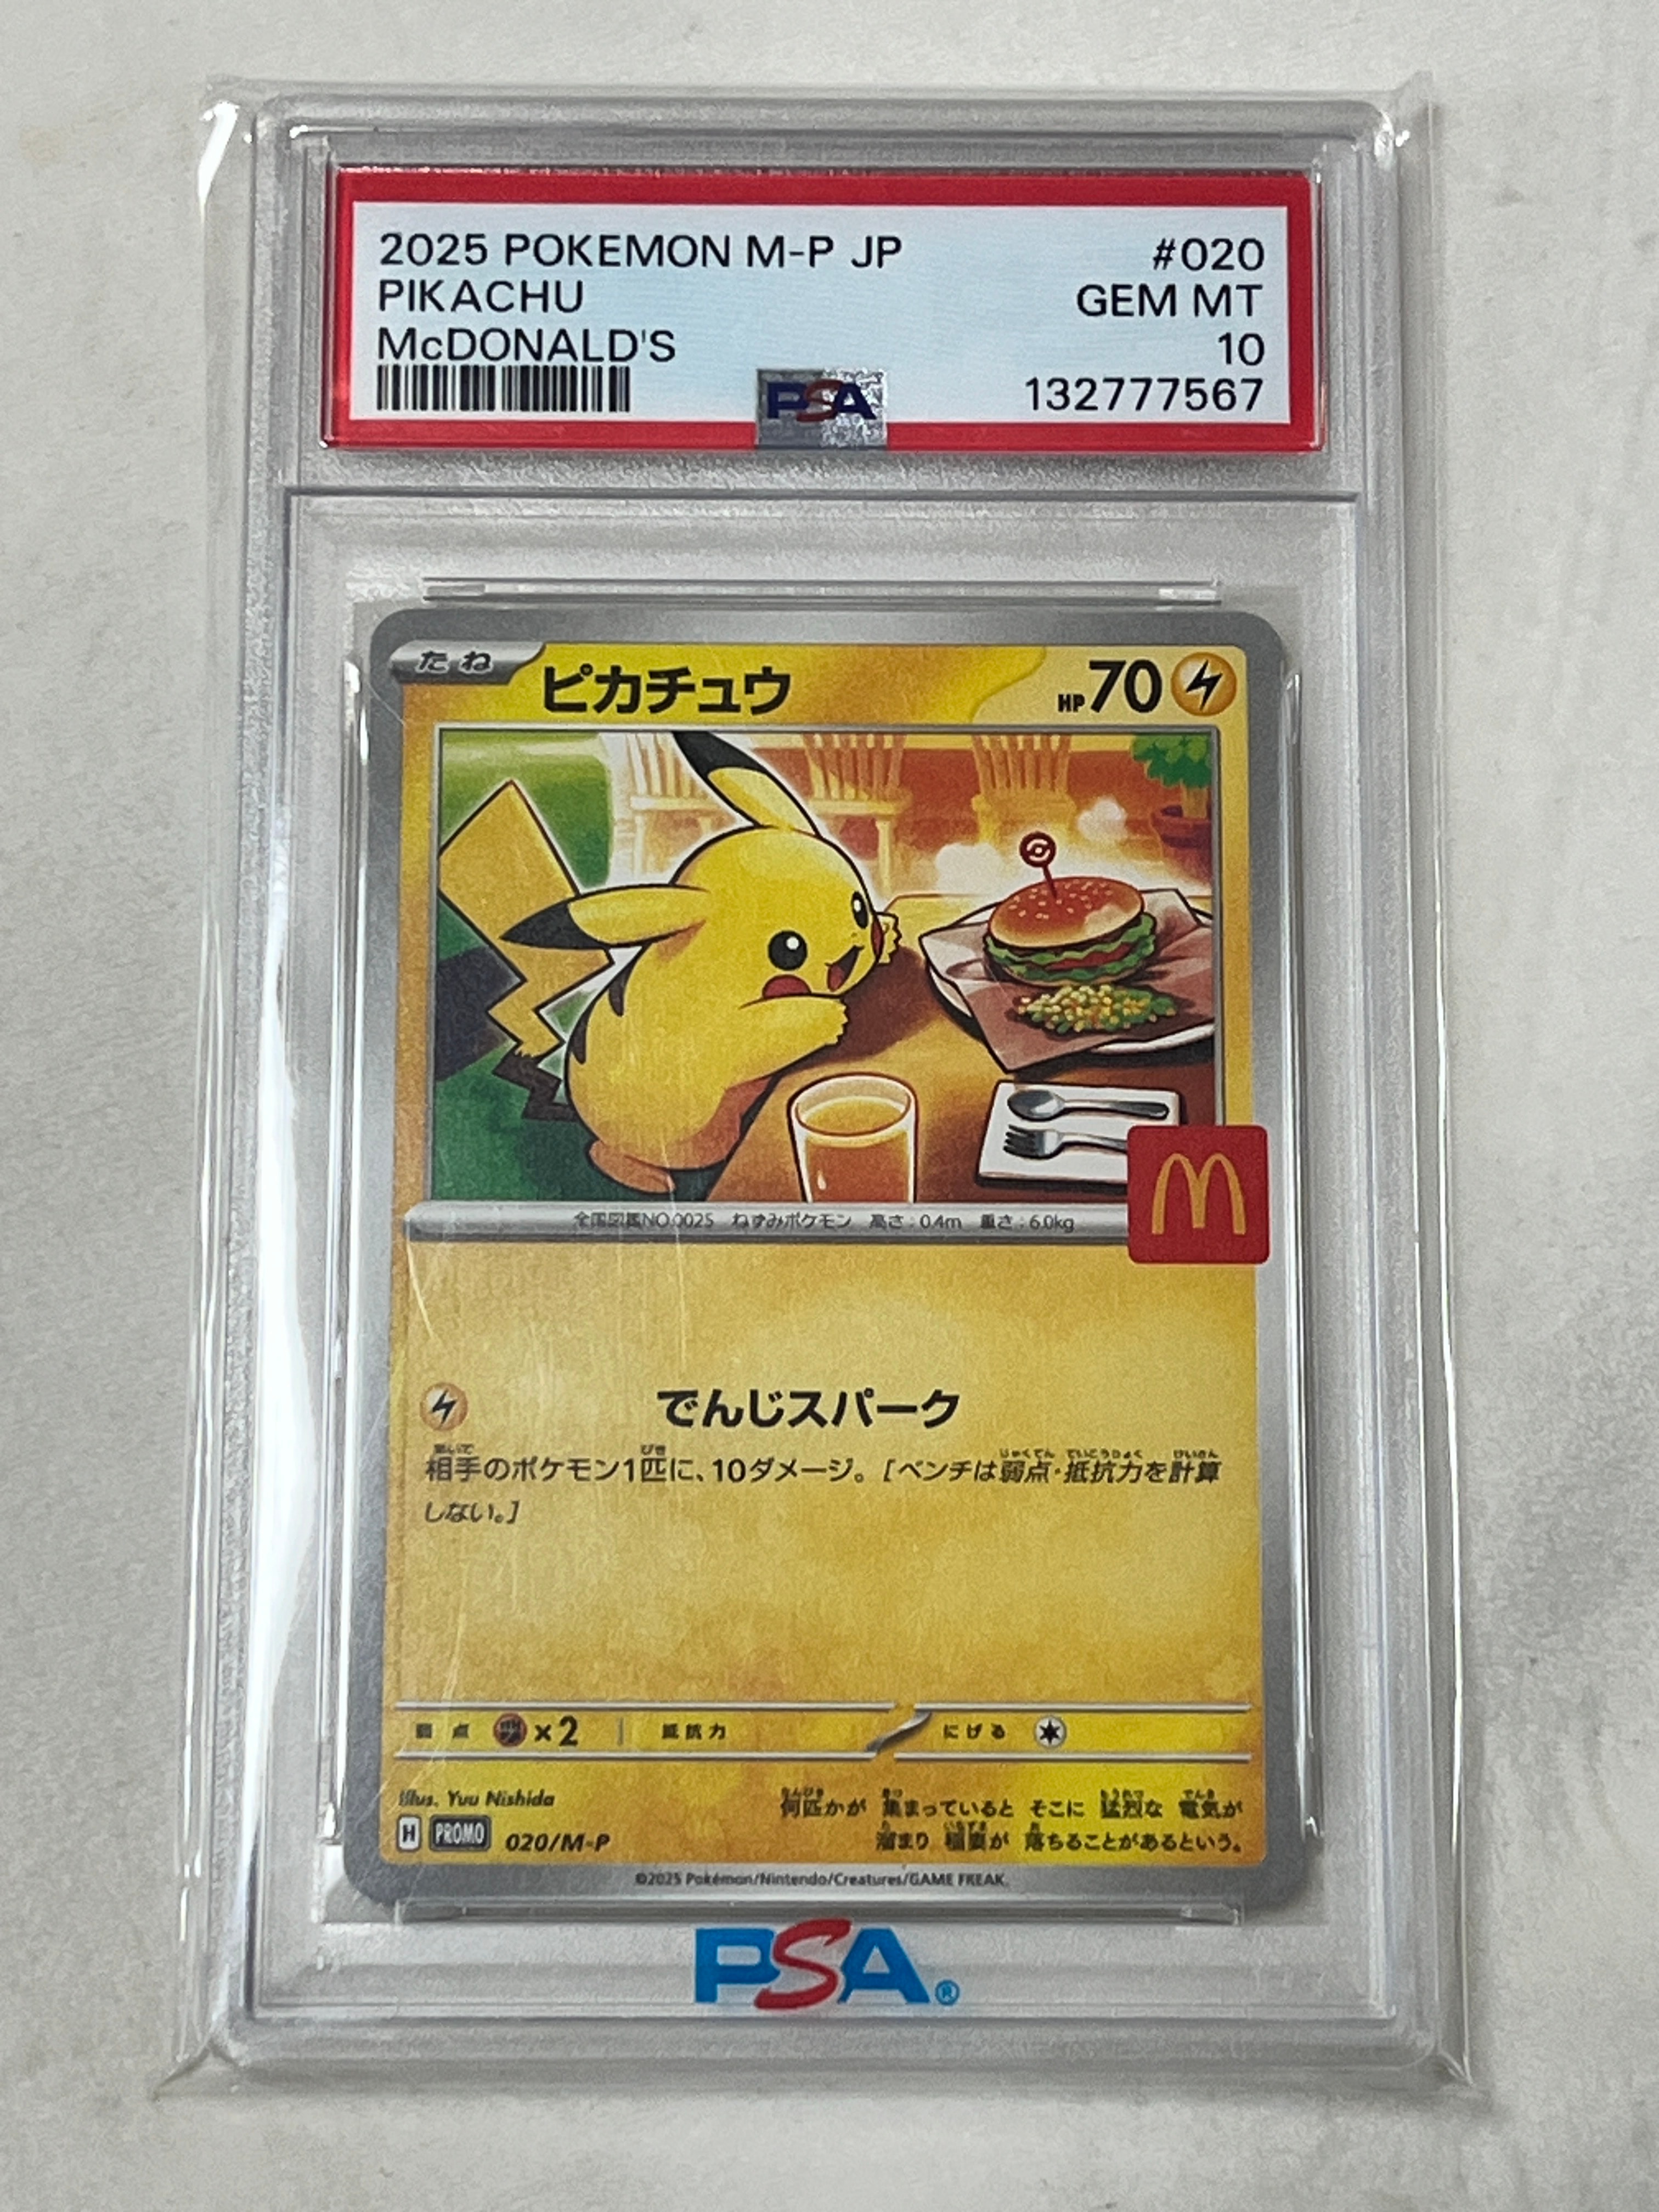 2025 POKEMON M-P JP #020
PIKACHU GEM MT
McDONALD'S 10
PSA 132777567
たね ピカチュウ HP70
全国図鑑NO.0025 ねずみポケモン 高さ：0.4m 重さ：6.0kg
でんじスパーク
相手のポケモン1匹に、10ダメージ。［ベンチは弱点・抵抗力を計算
しない。］
弱点 ×2 抵抗力 にげる
Illus. Yuu Nishida
何匹かが 集まっていると そこに 猛烈な 電気が
溜まり 稲妻が 落ちることがあるという。
H PROMO 020/M-P
©2025 Pokémon/Nintendo/Creatures/GAME FREAK.
PSA®